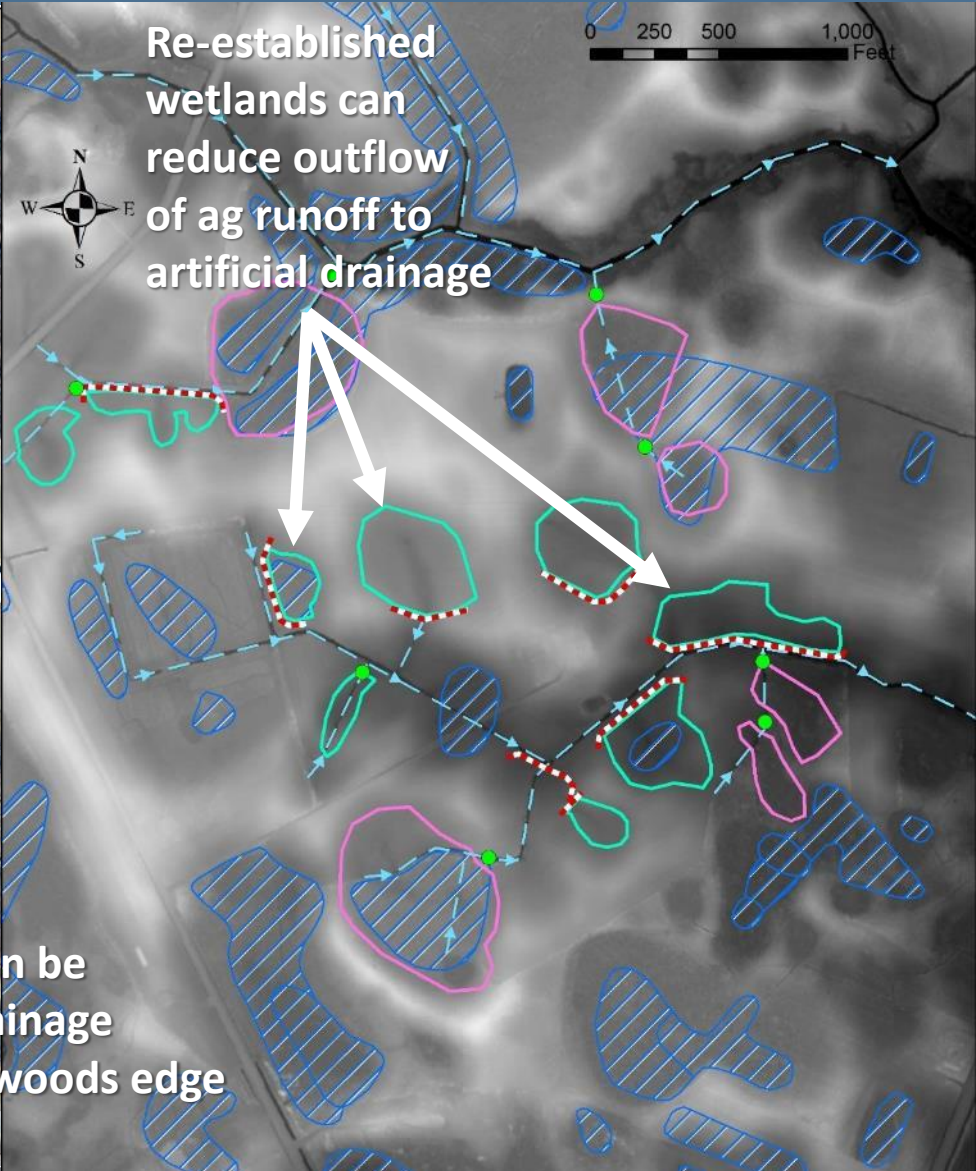 Re-established
wetlands can
reduce outflow
of ag runoff to
artificial drainage
0 250 500 1,000
Feet
N
W E
S
be
woods edge